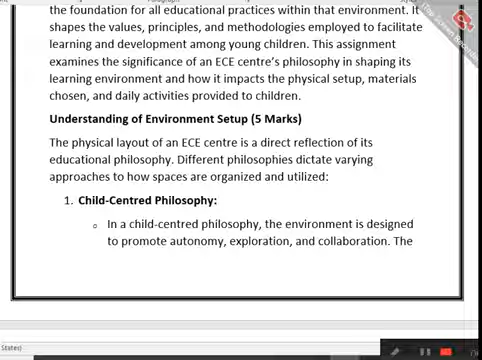 the foundation for all educational practices within that environment. It
shapes the values, principles, and methodologies employed to facilitate
learning and development among young children. This assignment
examines the significance of an ECE centre's philosophy in shaping its
learning environment and how it impacts the physical setup, materials
chosen, and daily activities provided to children.
Understanding of Environment Setup (5 Marks)
The physical layout of an ECE centre is a direct reflection of its
educational philosophy. Different philosophies dictate varying
approaches to how spaces are organized and utilized:
1. Child-Centred Philosophy:
o In a child-centred philosophy, the environment is designed
to promote autonomy, exploration, and collaboration. The
States)